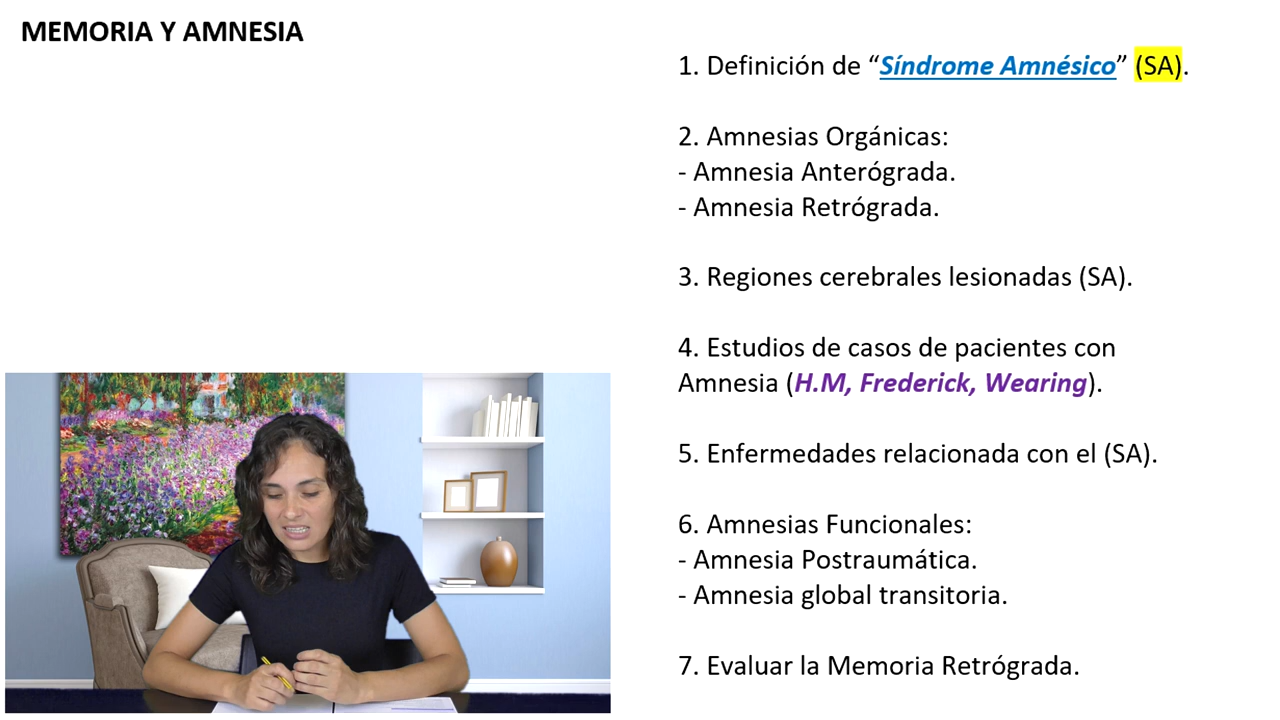 MEMORIA Y AMNESIA
1. Definición de “Síndrome Amnésico” (SA).
2. Amnesias Orgánicas:
- Amnesia Anterógrada.
- Amnesia Retrógrada.
3. Regiones cerebrales lesionadas (SA).
4. Estudios de casos de pacientes con
Amnesia (H.M, Frederick, Wearing).
5. Enfermedades relacionada con el (SA).
6. Amnesias Funcionales:
- Amnesia Postraumática.
- Amnesia global transitoria.
7. Evaluar la Memoria Retrógrada.